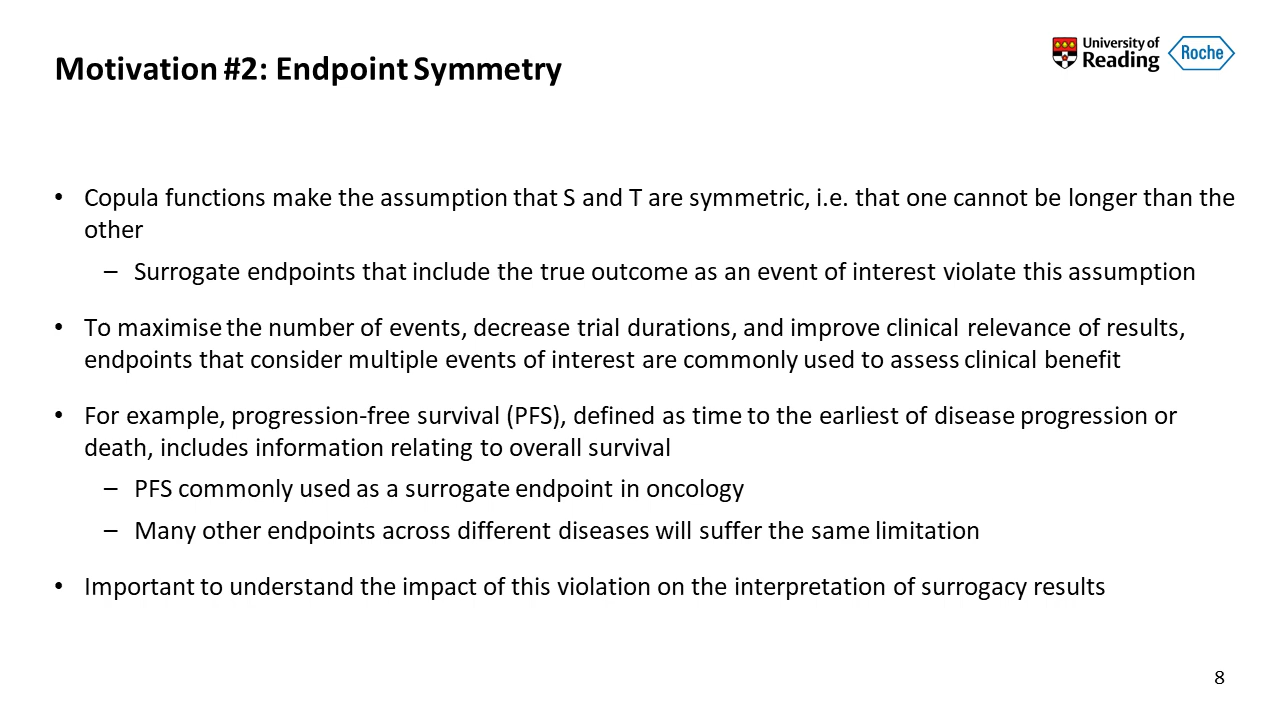 Motivation #2: Endpoint Symmetry
University of
Reading
Roche
• Copula functions make the assumption that S and T are symmetric, i.e. that one cannot be longer than the
other
– Surrogate endpoints that include the true outcome as an event of interest violate this assumption
• To maximise the number of events, decrease trial durations, and improve clinical relevance of results,
endpoints that consider multiple events of interest are commonly used to assess clinical benefit
• For example, progression-free survival (PFS), defined as time to the earliest of disease progression or
death, includes information relating to overall survival
– PFS commonly used as a surrogate endpoint in oncology
– Many other endpoints across different diseases will suffer the same limitation
• Important to understand the impact of this violation on the interpretation of surrogacy results
8